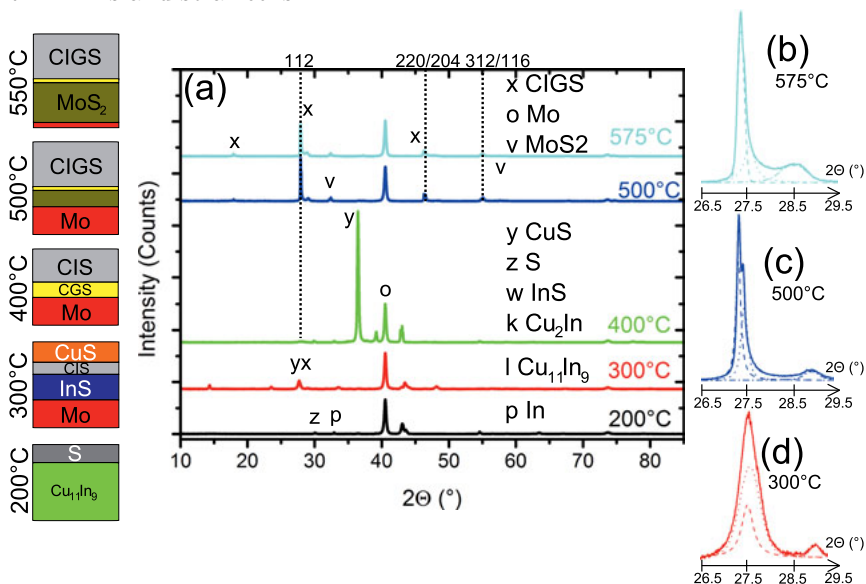 550°C
CIGS
MoS2
500°C
CIGS
Mo
400°C
CIS
CGS
Mo
300°C
CuS
CIS
InS
Mo
200°C
S
Cu11In9
(a)
112
220/204 312/116
x CIGS
o Mo
v MoS2
575°C
500°C
x
x
x
v
v
y CuS
z S
w InS
k Cu2In
400°C
y
o
l Cu11In9
300°C
yx
p In
200°C
z p
Intensity (Counts)
10 20 30 40 50 60 70 80
2Θ (°)
(b)
575°C
2Θ (°)
26.5 27.5 28.5 29.5
(c)
500°C
2Θ (°)
26.5 27.5 28.5 29.5
(d)
300°C
2Θ (°)
26.5 27.5 28.5 29.5